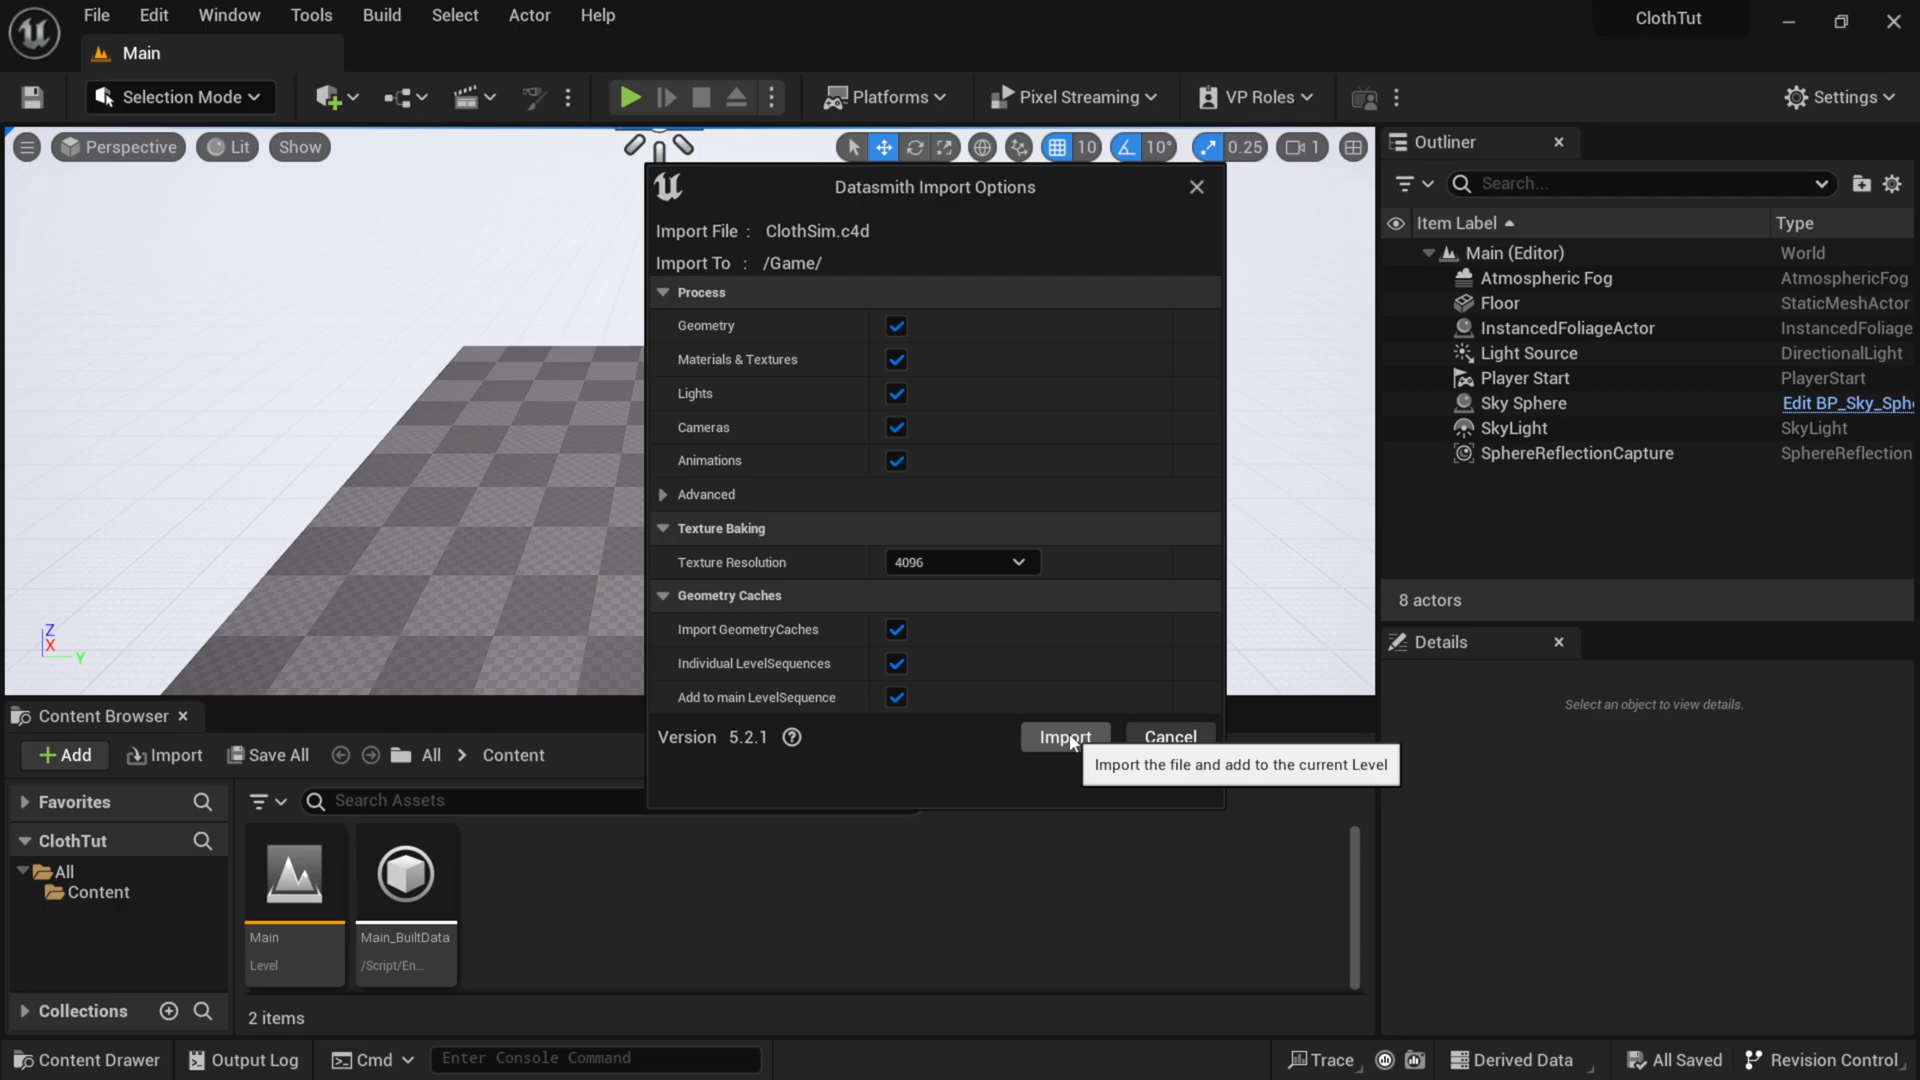 File Edit Window Tools Build Select Actor Help
ClothTut
Main
Selection Mode
Platforms
Pixel Streaming
VP Roles
Settings
Perspective
Lit
Show
10
10°
0.25
1
Outliner
Search...
Item Label
Type
Main (Editor) World
Atmospheric Fog AtmosphericFog
Floor StaticMeshActor
InstancedFoliageActor InstancedFoliage
Light Source DirectionalLight
Player Start PlayerStart
Sky Sphere Edit BP_Sky_Sph
SkyLight SkyLight
SphereReflectionCapture SphereReflection
8 actors
Details
Select an object to view details.
Datasmith Import Options
Import File : ClothSim.c4d
Import To : /Game/
Process
Geometry
Materials & Textures
Lights
Cameras
Animations
Advanced
Texture Baking
Texture Resolution 4096
Geometry Caches
Import GeometryCaches
Individual LevelSequences
Add to main LevelSequence
Version 5.2.1
Import
Cancel
Import the file and add to the current Level
Z
X
Y
Content Browser
Add
Import
Save All
All
Content
Favorites
Search Assets
ClothTut
All
Content
Main
Level
Main_BuiltData
/Script/En...
Collections
2 items
Content Drawer
Output Log
Cmd
Enter Console Command
Trace
Derived Data
All Saved
Revision Control